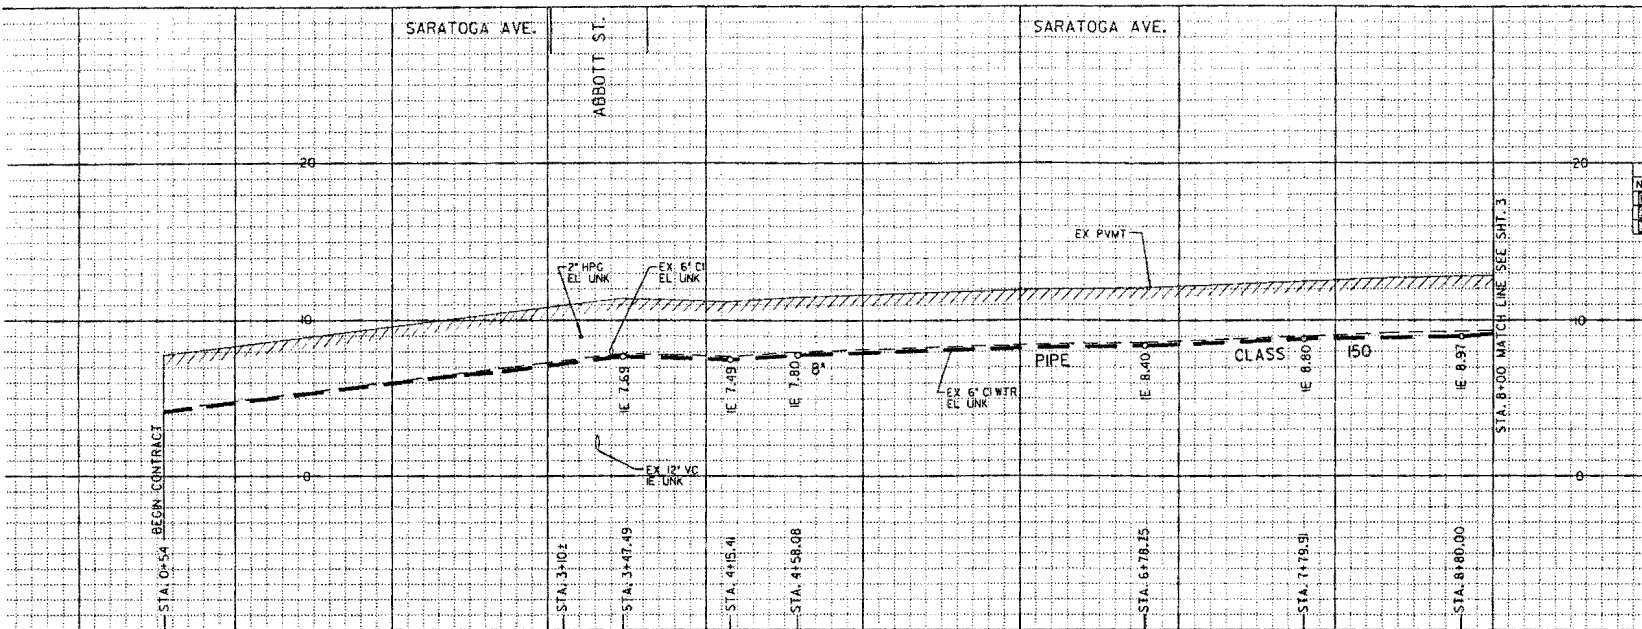 SARATOGA AVE.
ABBOTT ST.
SARATOGA AVE.
20
20
N
EX PVMT
2" HPG
EL UNK
EX 6" CI
EL UNK
10
10
IE 7.69
IE 7.49
IE 7.80
8"
EX 6" CI WTR
EL UNK
PIPE
IE 8.40
CLASS
IE 8.80
150
IE 8.97
STA. 8+00 MATCH LINE SEE SHT. 3
EX 12" VC
IE UNK
0
0
STA. 0+54 BEGIN CONTRACT
STA. 3+10±
STA. 3+47.49
STA. 4+15.41
STA. 4+58.08
STA. 6+78.75
STA. 7+79.91
STA. 8+80.00